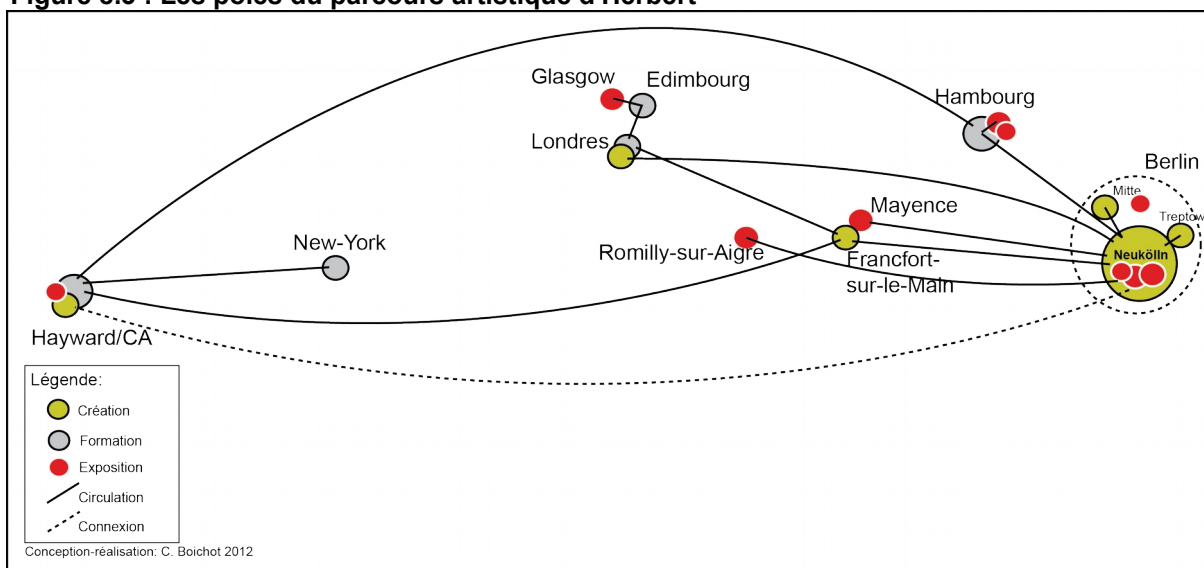 Glasgow
Edimbourg
Londres
Hambourg
Berlin
Mitte
Treptow
Neukölln
Mayence
Romilly-sur-Aigre
Francfort-
sur-le-Main
New-York
Hayward/CA
Légende:
Création
Formation
Exposition
Circulation
Connexion
Conception-réalisation: C. Boichot 2012